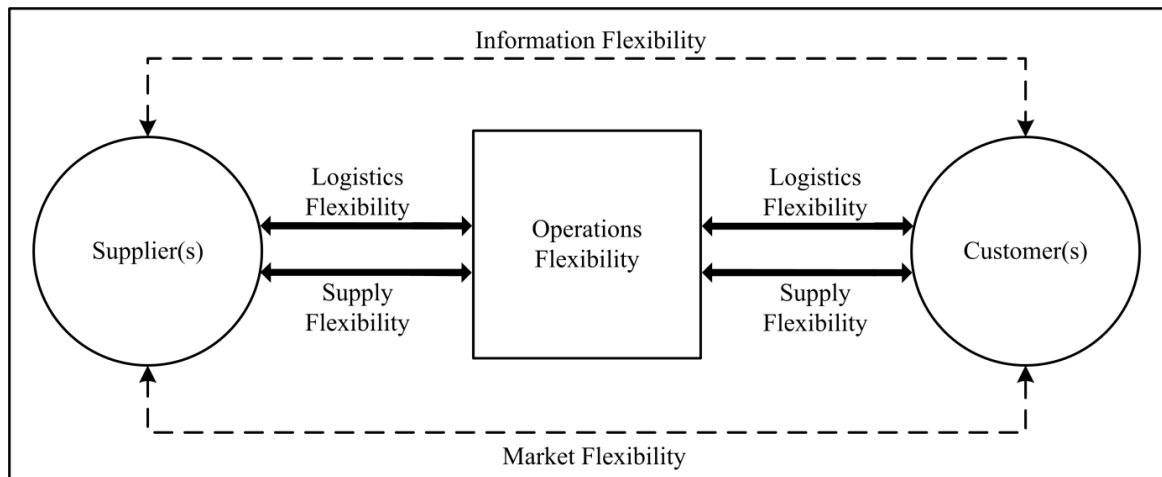 Information Flexibility
Logistics
Flexibility
Logistics
Flexibility
Supplier(s)
Operations
Flexibility
Customer(s)
Supply
Flexibility
Supply
Flexibility
Market Flexibility